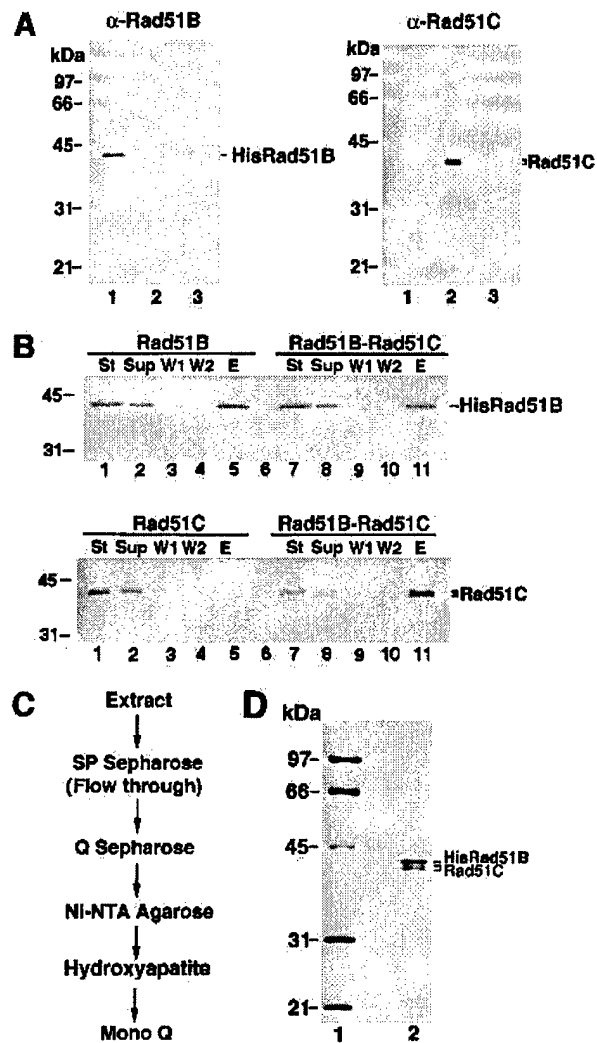 A
α-Rad51B
kDa
97-
66-
45-
31-
21-
HisRad51B
1 2 3
α-Rad51C
kDa
97-
66-
45-
31-
21-
Rad51C
1 2 3
B
Rad51B Rad51B-Rad51C
St Sup W1 W2 E St Sup W1 W2 E
45-
31-
HisRad51B
1 2 3 4 5 6 7 8 9 10 11
Rad51C Rad51B-Rad51C
St Sup W1 W2 E St Sup W1 W2 E
45-
31-
Rad51C
1 2 3 4 5 6 7 8 9 10 11
C
Extract
SP Sepharose
(Flow through)
Q Sepharose
Ni-NTA Agarose
Hydroxyapatite
Mono Q
D
kDa
97-
66-
45-
31-
21-
HisRad51B
Rad51C
1 2